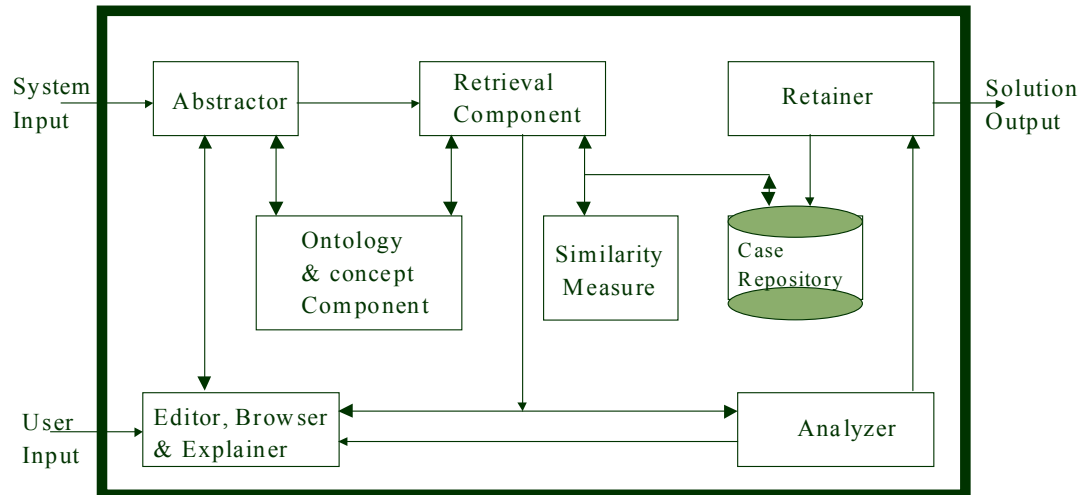 System
Input
Abstractor
Retrieval
Component
Retainer
Solution
Output
Ontology
& concept
Component
Similarity
Measure
Case
Repository
User
Input
Editor, Browser
& Explainer
Analyzer